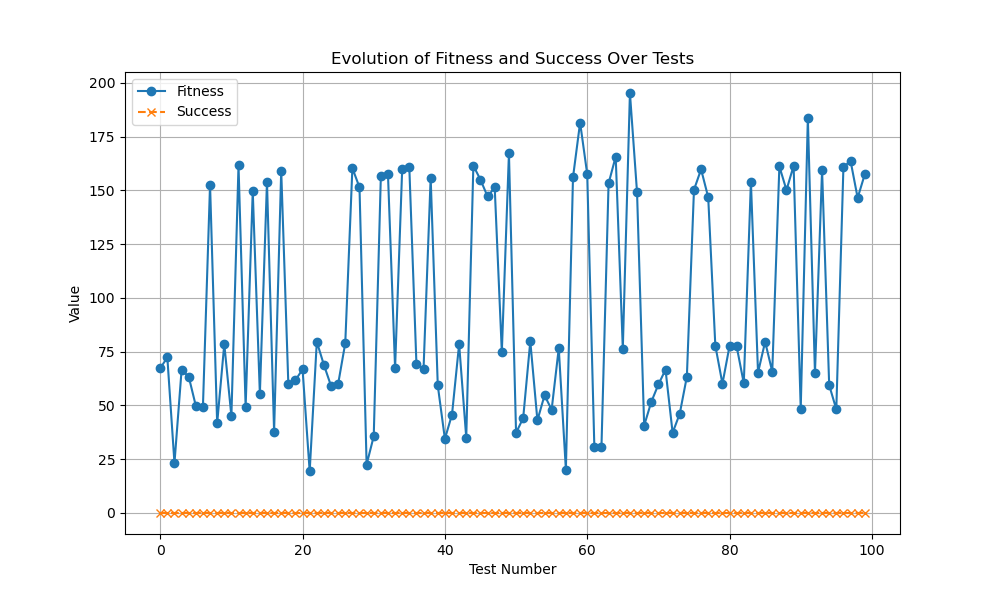 Evolution of Fitness and Success Over Tests
Fitness
Success
200
175
150
125
100
75
50
25
0
Value
0 20 40 60 80 100
Test Number